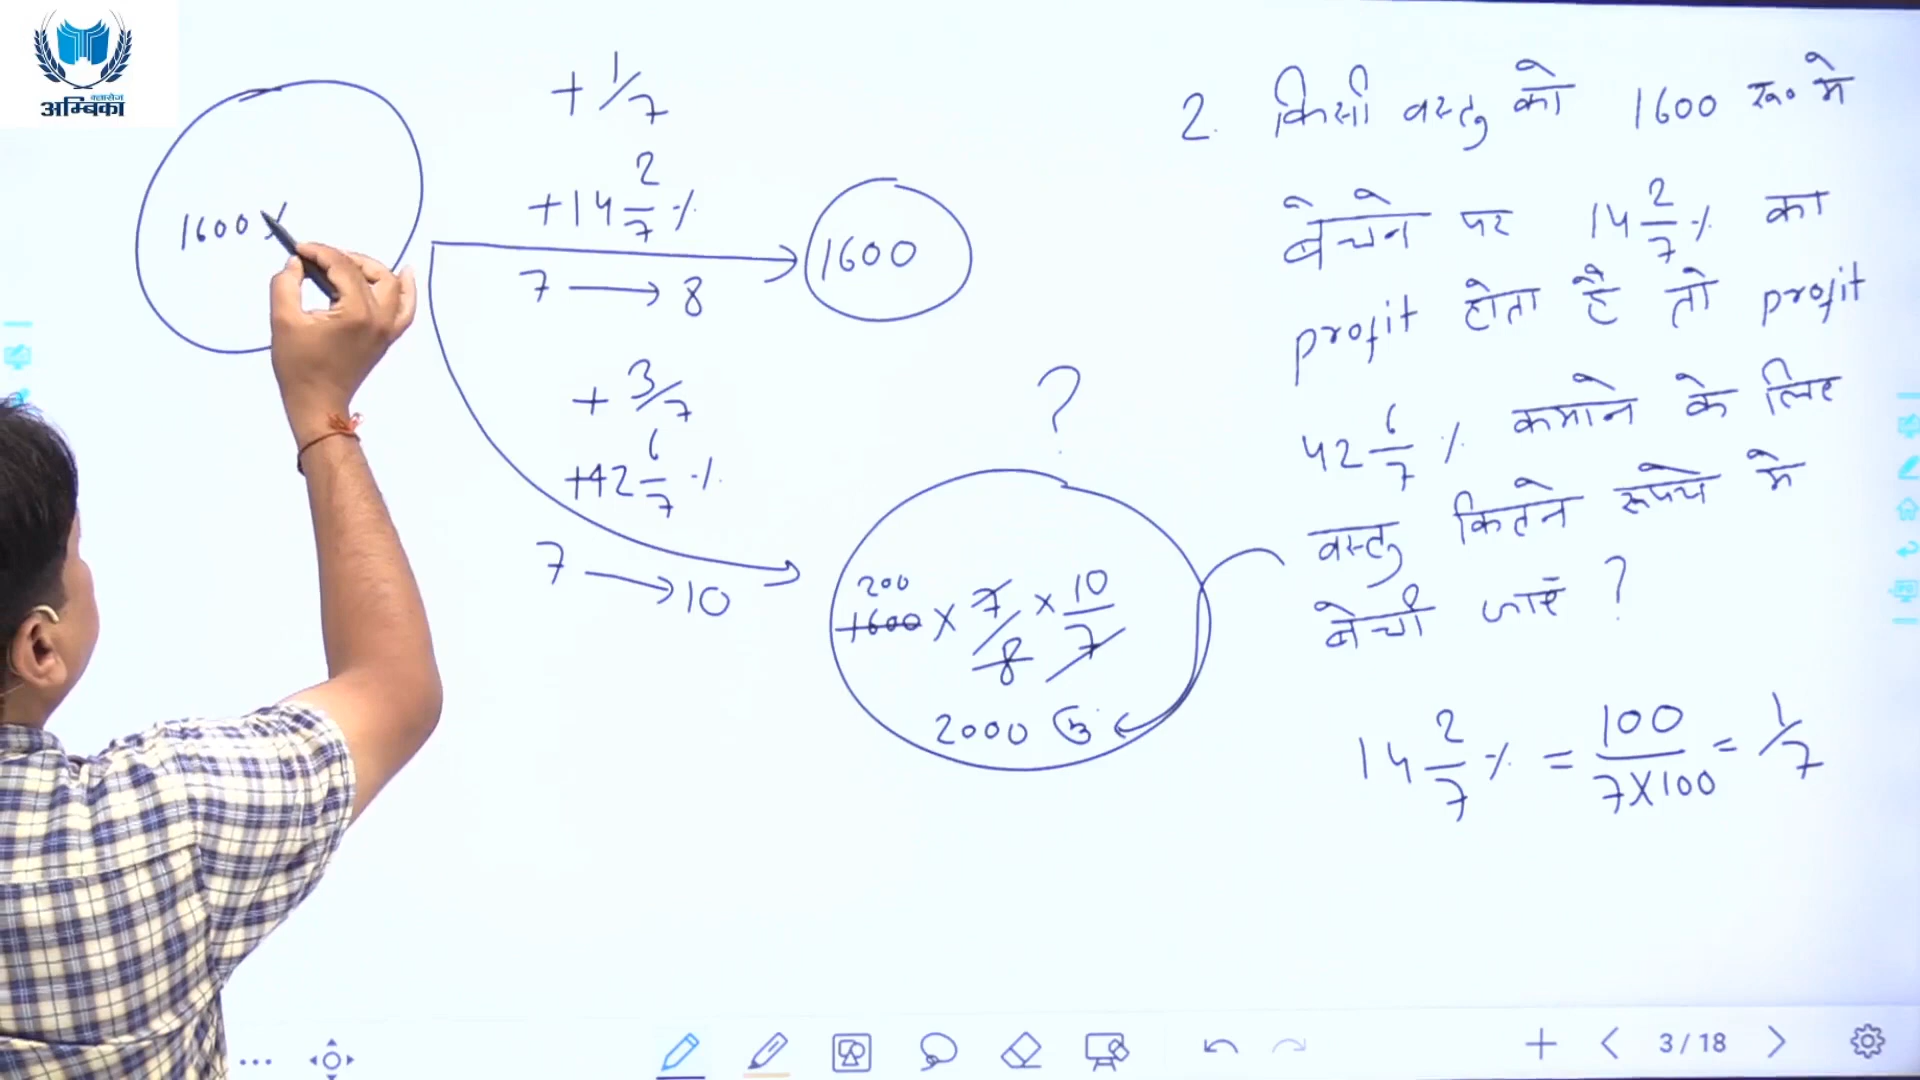 क्लासेज
अम्बिका
2. किसी वस्तु को 1600 रू० मे
बेचने पर 14 2/7 % का
profit होता है तो profit
42 6/7 % कमाने के लिए
वस्तु कितने रूपये मे
बेची जाएं ?
14 2/7 % = 100/(7×100) = 1/7
1600 ×
+ 1/7
+14 2/7 %
7 → 8
1600
+ 3/7
+42 6/7 %
7 → 10
?
200
1600 × 7/8 × 10/7
2000
3/18